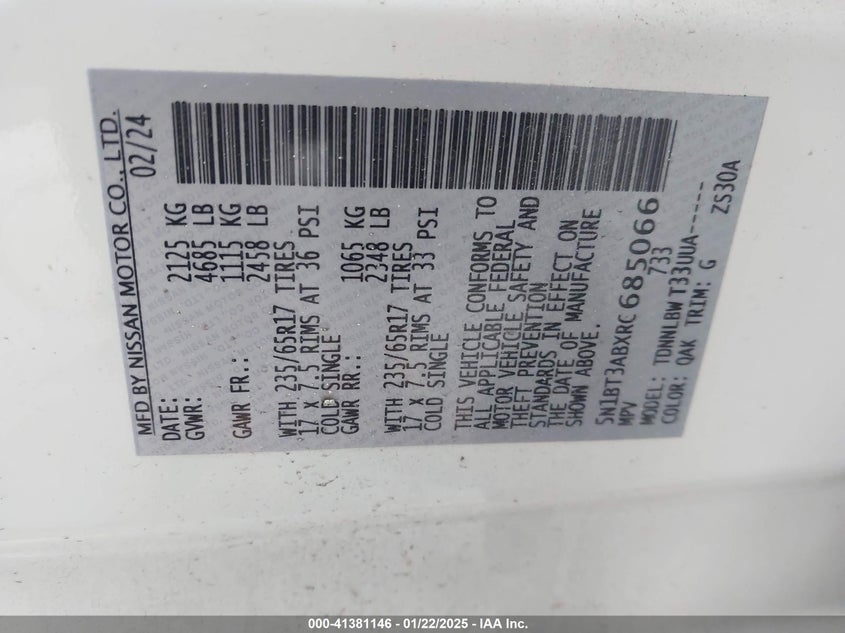 MFD BY NISSAN MOTOR CO., LTD.
DATE: 02/24
GVWR: 2125 KG
4685 LB
GAWR FR.: 1115 KG
2458 LB
WITH 235/65R17 TIRES
17 X 7.5 RIMS AT 36 PSI
COLD SINGLE
GAWR RR.: 1065 KG
2348 LB
WITH 235/65R17 TIRES
17 X 7.5 RIMS AT 33 PSI
COLD SINGLE
THIS VEHICLE CONFORMS TO
ALL APPLICABLE FEDERAL
MOTOR VEHICLE SAFETY AND
THEFT PREVENTION
STANDARDS IN EFFECT ON
THE DATE OF MANUFACTURE
SHOWN ABOVE.
5N1BT3ABXRC685066
MPV 733
MODEL: TDNNLBW T33UUA-----
COLOR: QAK TRIM: G ZS30A
000-41381146 - 01/22/2025 - IAA Inc.